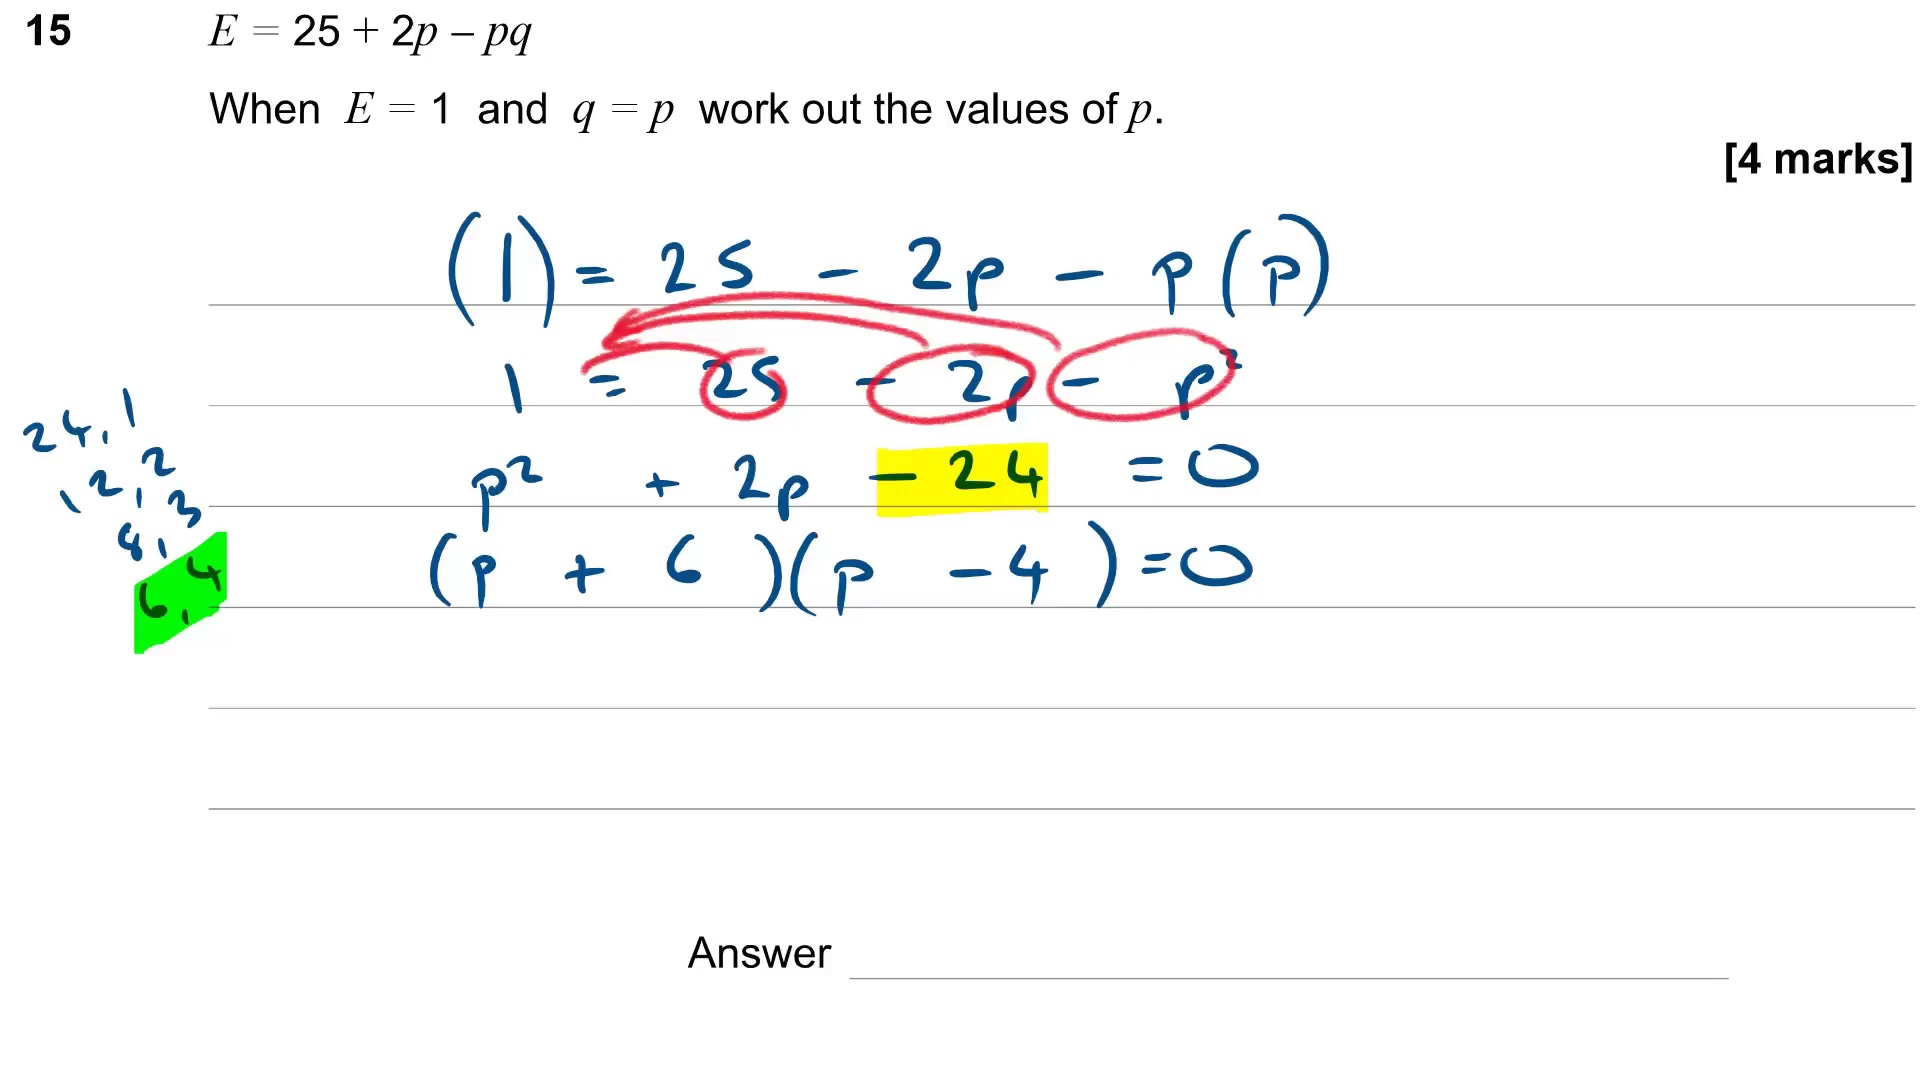 15 E = 25 + 2p – pq
When E = 1 and q = p work out the values of p.
[4 marks]
(1) = 25 - 2p - p(p)
1 = 25 - 2p - p²
24, 1
p² + 2p - 24 = 0
12, 2
8, 3
(p + 6)(p - 4) = 0
6, 4
Answer